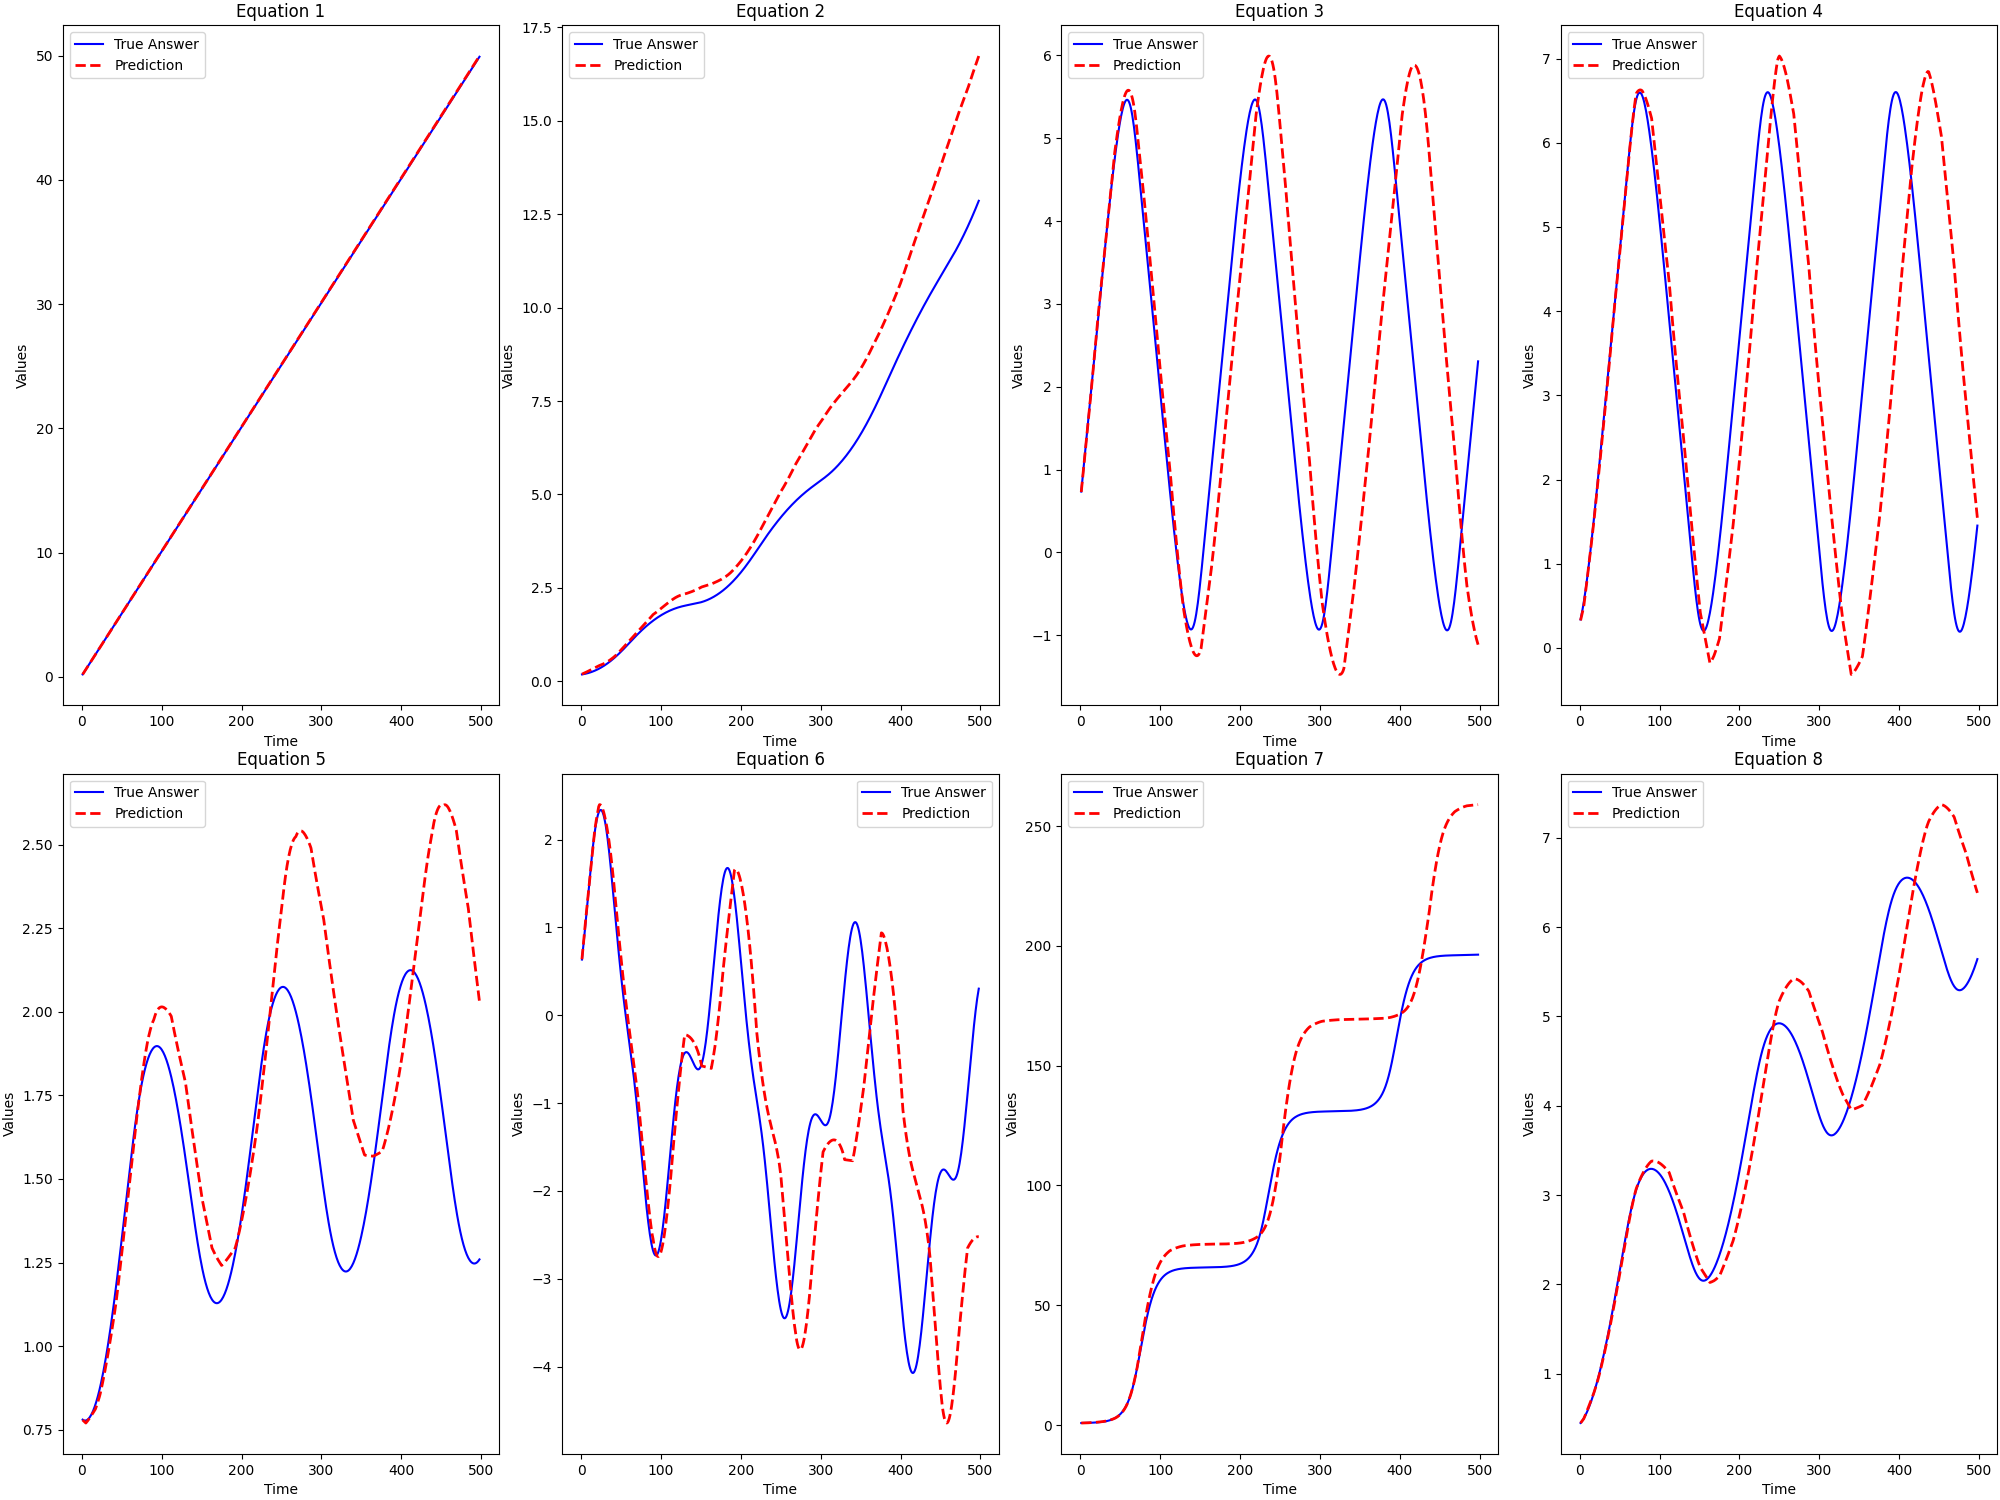 Equation 1
True Answer
Prediction
50
40
30
20
10
0
Values
0 100 200 300 400 500
Time
Equation 2
True Answer
Prediction
17.5
15.0
12.5
10.0
7.5
5.0
2.5
0.0
Values
0 100 200 300 400 500
Time
Equation 3
True Answer
Prediction
6
5
4
3
2
1
0
−1
Values
0 100 200 300 400 500
Time
Equation 4
True Answer
Prediction
7
6
5
4
3
2
1
0
Values
0 100 200 300 400 500
Time
Equation 5
True Answer
Prediction
2.50
2.25
2.00
1.75
1.50
1.25
1.00
0.75
Values
0 100 200 300 400 500
Time
Equation 6
True Answer
Prediction
2
1
0
−1
−2
−3
−4
Values
0 100 200 300 400 500
Time
Equation 7
True Answer
Prediction
250
200
150
100
50
0
Values
0 100 200 300 400 500
Time
Equation 8
True Answer
Prediction
7
6
5
4
3
2
1
Values
0 100 200 300 400 500
Time